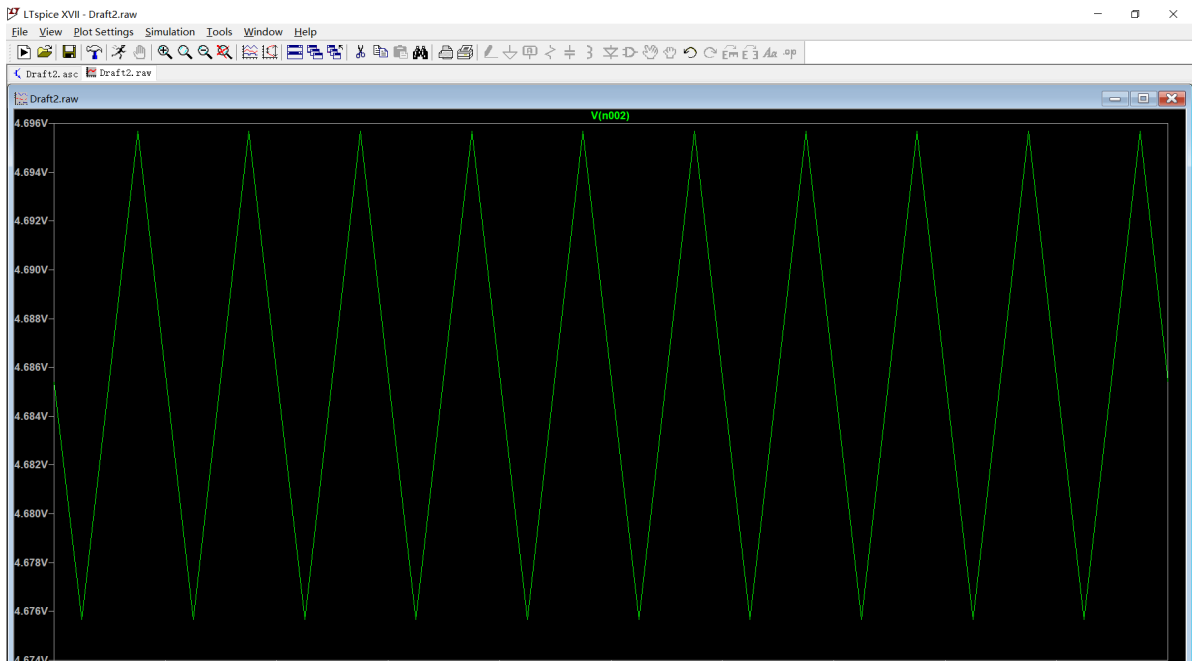 LTspice XVII - Draft2.raw
File View Plot Settings Simulation Tools Window Help
Draft2.asc Draft2.raw
Draft2.raw
V(n002)
4.696V
4.694V
4.692V
4.690V
4.688V
4.686V
4.684V
4.682V
4.680V
4.678V
4.676V
4.674V